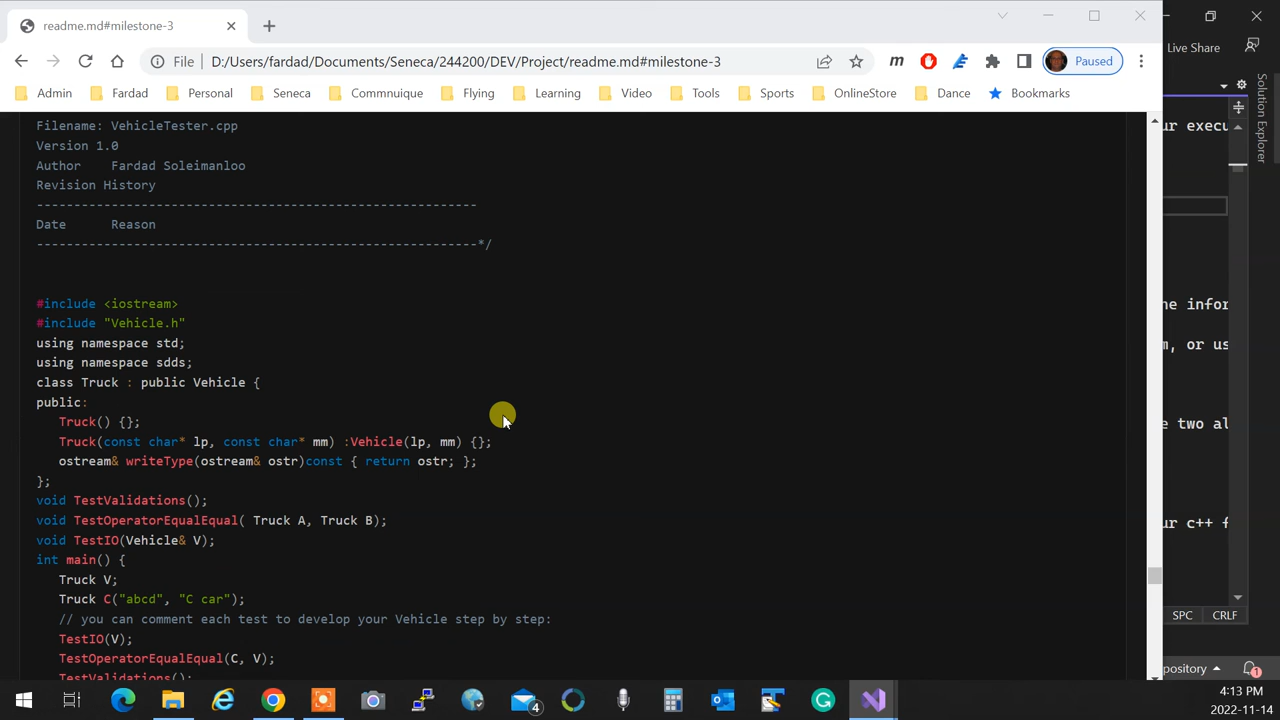 readme.md#milestone-3
Live Share
File D:/Users/fardad/Documents/Seneca/244200/DEV/Project/readme.md#milestone-3
m
Paused
Admin Fardad Personal Seneca Commnuique Flying Learning Video Tools Sports OnlineStore Dance Bookmarks
Solution Explorer
Filename: VehicleTester.cpp
ur execu
Version 1.0
Author Fardad Soleimanloo
Revision History
-----------------------------------------------------------
Date Reason
-----------------------------------------------------------*/
#include <iostream>
ne infor
#include "Vehicle.h"
using namespace std;
m, or us
using namespace sdds;
class Truck : public Vehicle {
public:
Truck() {};
e two al
Truck(const char* lp, const char* mm) :Vehicle(lp, mm) {};
ostream& writeType(ostream& ostr)const { return ostr; };
};
void TestValidations();
void TestOperatorEqualEqual( Truck A, Truck B);
ur c++ f
void TestIO(Vehicle& V);
int main() {
Truck V;
Truck C("abcd", "C car");
// you can comment each test to develop your Vehicle step by step:
SPC CRLF
TestIO(V);
TestOperatorEqualEqual(C, V);
TestValidations();
pository
1
4
4:13 PM
2022-11-14